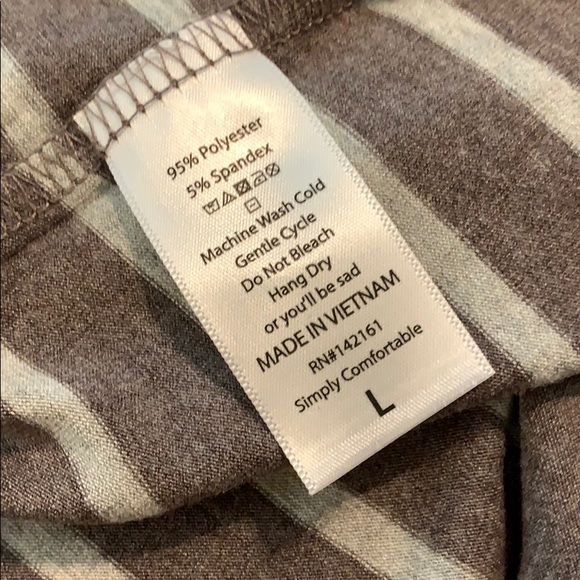 95% Polyester
5% Spandex
Machine Wash Cold
Gentle Cycle
Do Not Bleach
Hang Dry
or you'll be sad
MADE IN VIETNAM
RN#142161
Simply Comfortable
L